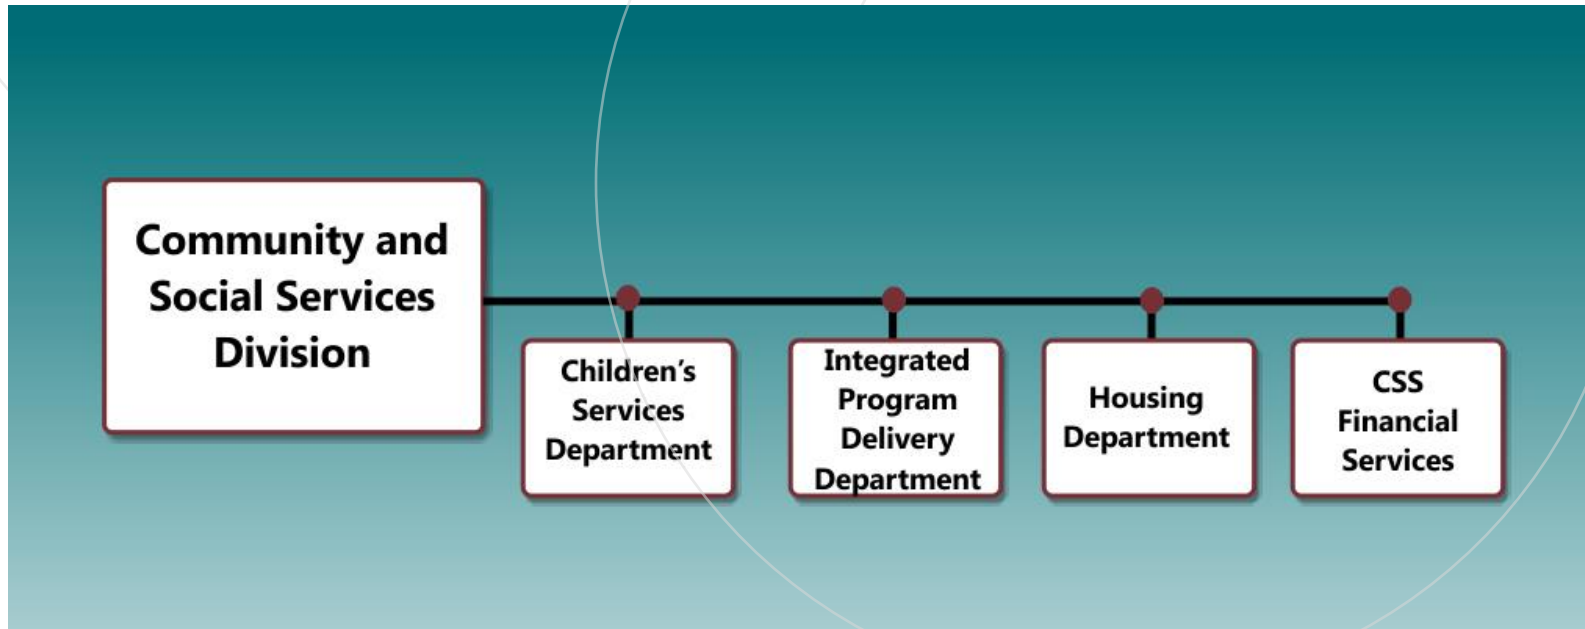 Community and
Social Services
Division
Children’s
Services
Department
Integrated
Program
Delivery
Department
Housing
Department
CSS
Financial
Services